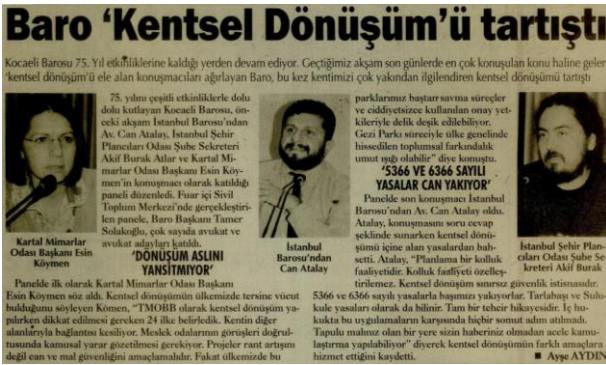 Baro ‘Kentsel Dönüşüm’ü tartıştı
Kocaeli Barosu 75. Yıl etkinliklerine kaldığı yerden devam ediyor. Geçtiğimiz akşam son günlerde en çok konuşulan konu haline gelen
‘kentsel dönüşüm’ü ele alan konuşmacıları ağırlayan Baro, bu kez kentimizi çok yakından ilgilendiren kentsel dönüşümü tartıştı
Kartal Mimarlar
Odası Başkanı Esin
Köymen
75. yılını çeşitli etkinliklerle dolu
dolu kutlayan Kocaeli Barosu, ön-
ceki akşam İstanbul Barosu’ndan
Av. Can Atalay, İstanbul Şehir
Plancıları Odası Şube Sekreteri
Akif Burak Atlar ve Kartal Mi-
marlar Odası Başkanı Esin Köy-
men’in konuşmacı olarak katıldığı
paneli düzenledi. Fuar içi Sivil
Toplum Merkezi’nde gerçekleştiri-
len panele, Baro Başkanı Tamer
Solakoğlu, çok sayıda avukat ve
avukat adayları katıldı.
‘DÖNÜŞÜM ASLINI
YANSITMIYOR’
Panelde ilk olarak Kartal Mimarlar Odası Başkanı
Esin Köymen söz aldı. Kentsel dönüşümün ülkemizde tersine vücut
bulduğunu söyleyen Kömen, “TMOBB olarak kentsel dönüşüm ya-
pılırken dikkat edilmesi gereken 24 ilke belirledik. Kentin diğer
alanlarıyla bağlantısı kesiliyor. Meslek odalarının görüşleri doğrul-
tusunda kamusal yarar gözetilmesi gerekiyor. Projeler rant artışını
değil can ve mal güvenliğini amaçlamalıdır. Fakat ülkemizde bu
İstanbul
Barosu’ndan
Can Atalay
parklarımız baştan savma süreçler
ve ciddiyetsizce kullanılan onay yet-
kileriyle delik deşik edilebiliyor.
Gezi Parkı süreciyle ülke genelinde
hissedilen toplumsal farkındalık
umut ışığı olabilir” diye konuştu.
‘5366 VE 6366 SAYILI
YASALAR CAN YAKIYOR’
Panelde son konuşmacı İstanbul
Barosu’ndan Av. Can Atalay oldu.
Atalay, konuşmasını soru cevap
şeklinde sunarken kentsel dönü-
şümü içine alan yasalardan bah-
setti. Atalay, “Planlama bir kolluk
faaliyetidir. Kolluk faaliyeti özelleş-
tirilemez. Kentsel dönüşüm sınırsız güvenlik istismasıdır.
5366 ve 6366 sayılı yasalarla başımızı yakıyorlar. Tarlabaşı ve Sulu-
kule yasaları olarak da bilinir. Tam bir tehcir hikayesidir. İç hu-
kukta bu uygulamaların karşısında hiçbir somut adım atılmadı.
Tapulu malınız olan bir yere sizin haberiniz olmadan acele kamu-
laştırma yapılabiliyor” diyerek kentsel dönüşümün farklı amaçlara
hizmet ettiğini kaydetti. ■ Ayşe AYDIN
İstanbul Şehir Plan-
cıları Odası Şube Se-
kreteri Akif Burak